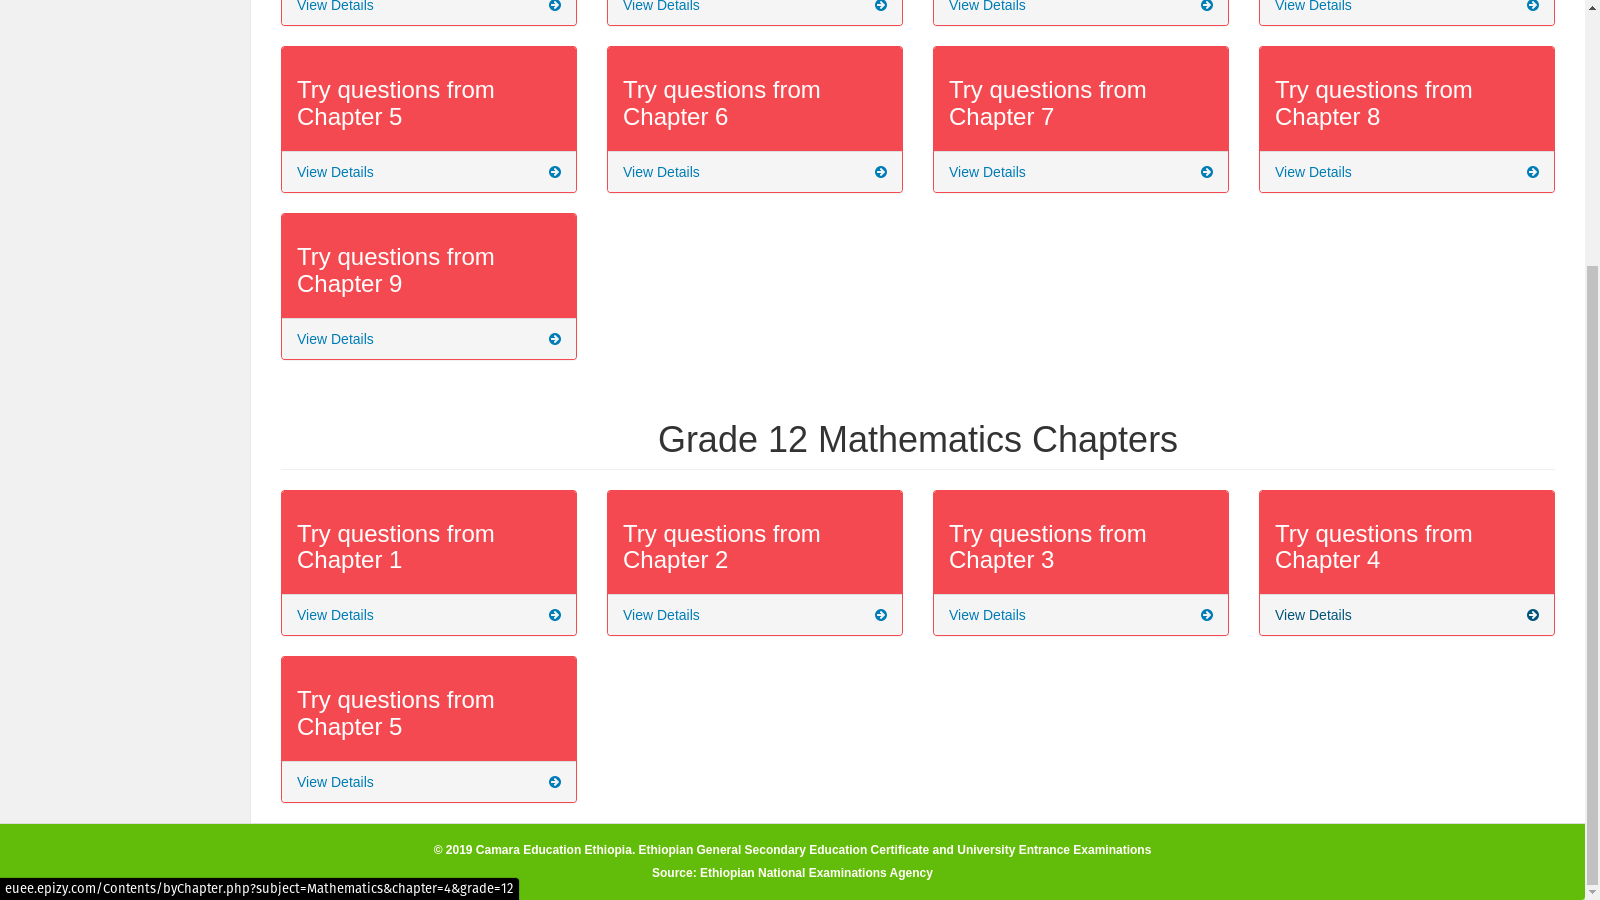 View Details
View Details
View Details
View Details
Try questions from
Chapter 5
Try questions from
Chapter 6
Try questions from
Chapter 7
Try questions from
Chapter 8
View Details
View Details
View Details
View Details
Try questions from
Chapter 9
View Details
Grade 12 Mathematics Chapters
Try questions from
Chapter 1
Try questions from
Chapter 2
Try questions from
Chapter 3
Try questions from
Chapter 4
View Details
View Details
View Details
View Details
Try questions from
Chapter 5
View Details
© 2019 Camara Education Ethiopia. Ethiopian General Secondary Education Certificate and University Entrance Examinations
Source: Ethiopian National Examinations Agency
euee.epizy.com/Contents/byChapter.php?subject=Mathematics&chapter=4&grade=12